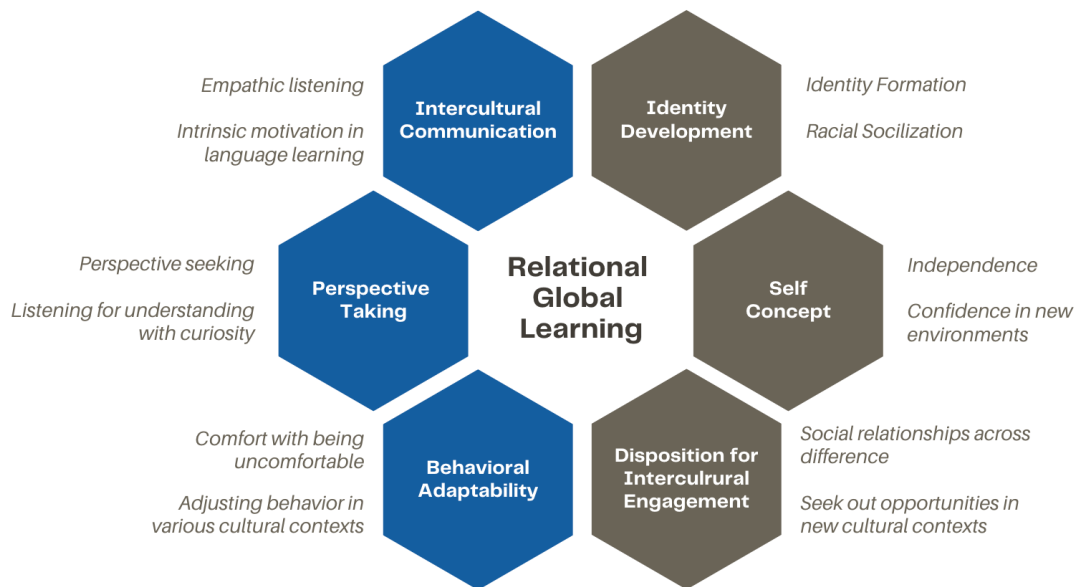 Empathic listening
Intrinsic motivation in
language learning
Intercultural
Communication
Identity
Development
Identity Formation
Racial Socilization
Perspective seeking
Listening for understanding
with curiosity
Perspective
Taking
Relational
Global
Learning
Self
Concept
Independence
Confidence in new
environments
Comfort with being
uncomfortable
Adjusting behavior in
various cultural contexts
Behavioral
Adaptability
Disposition for
Intercrulrural
Engagement
Social relationships across
difference
Seek out opportunities in
new cultural contexts